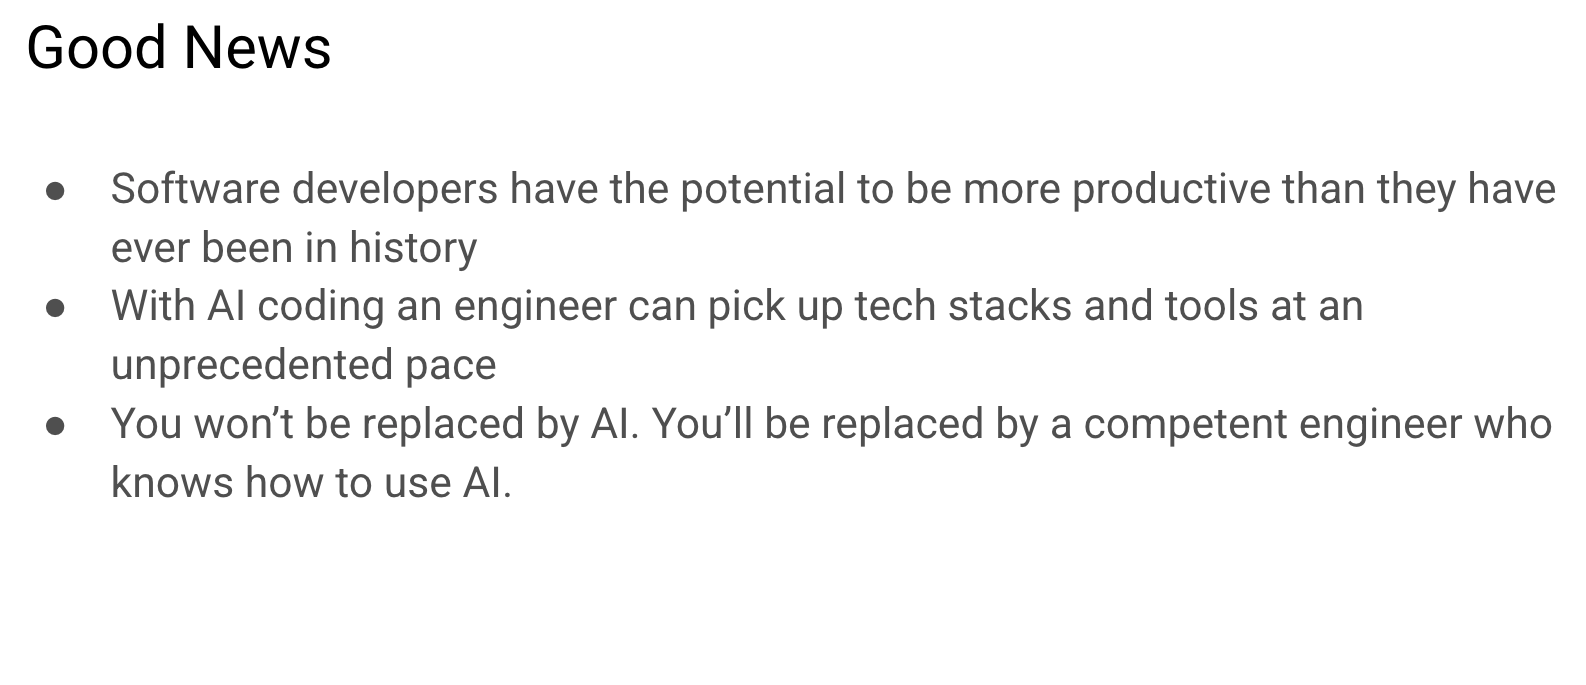 Good News
● Software developers have the potential to be more productive than they have
ever been in history
● With AI coding an engineer can pick up tech stacks and tools at an
unprecedented pace
● You won’t be replaced by AI. You’ll be replaced by a competent engineer who
knows how to use AI.